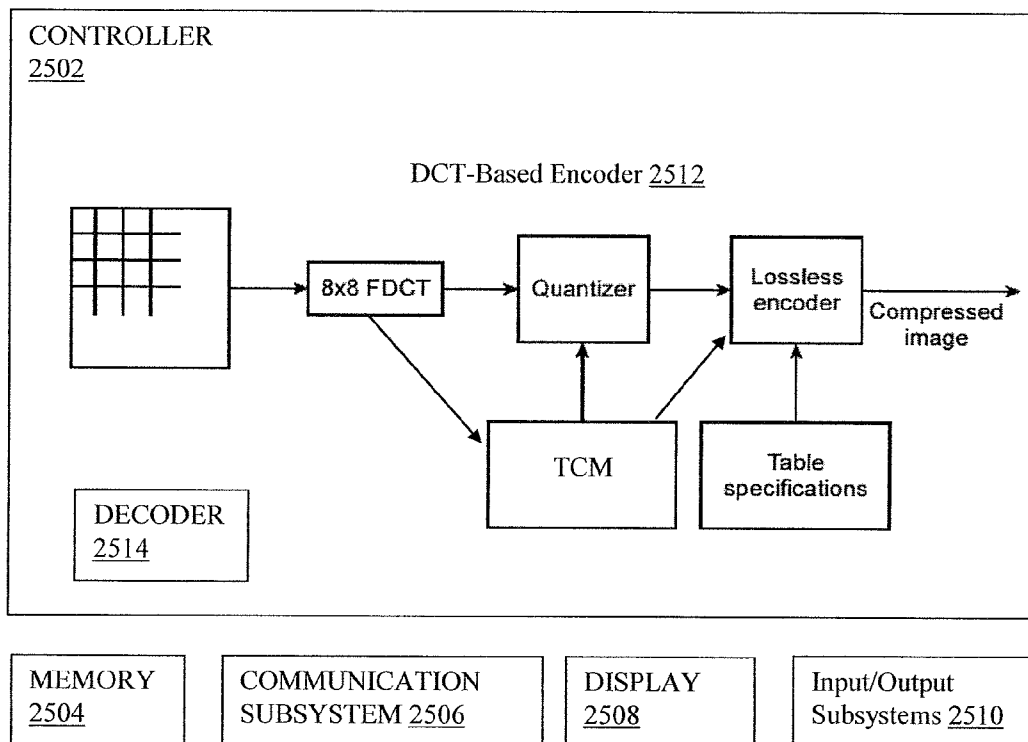 CONTROLLER
2502
DCT-Based Encoder 2512
8x8 FDCT
Quantizer
Lossless
encoder
Compressed
image
TCM
Table
specifications
DECODER
2514
MEMORY
2504
COMMUNICATION
SUBSYSTEM 2506
DISPLAY
2508
Input/Output
Subsystems 2510